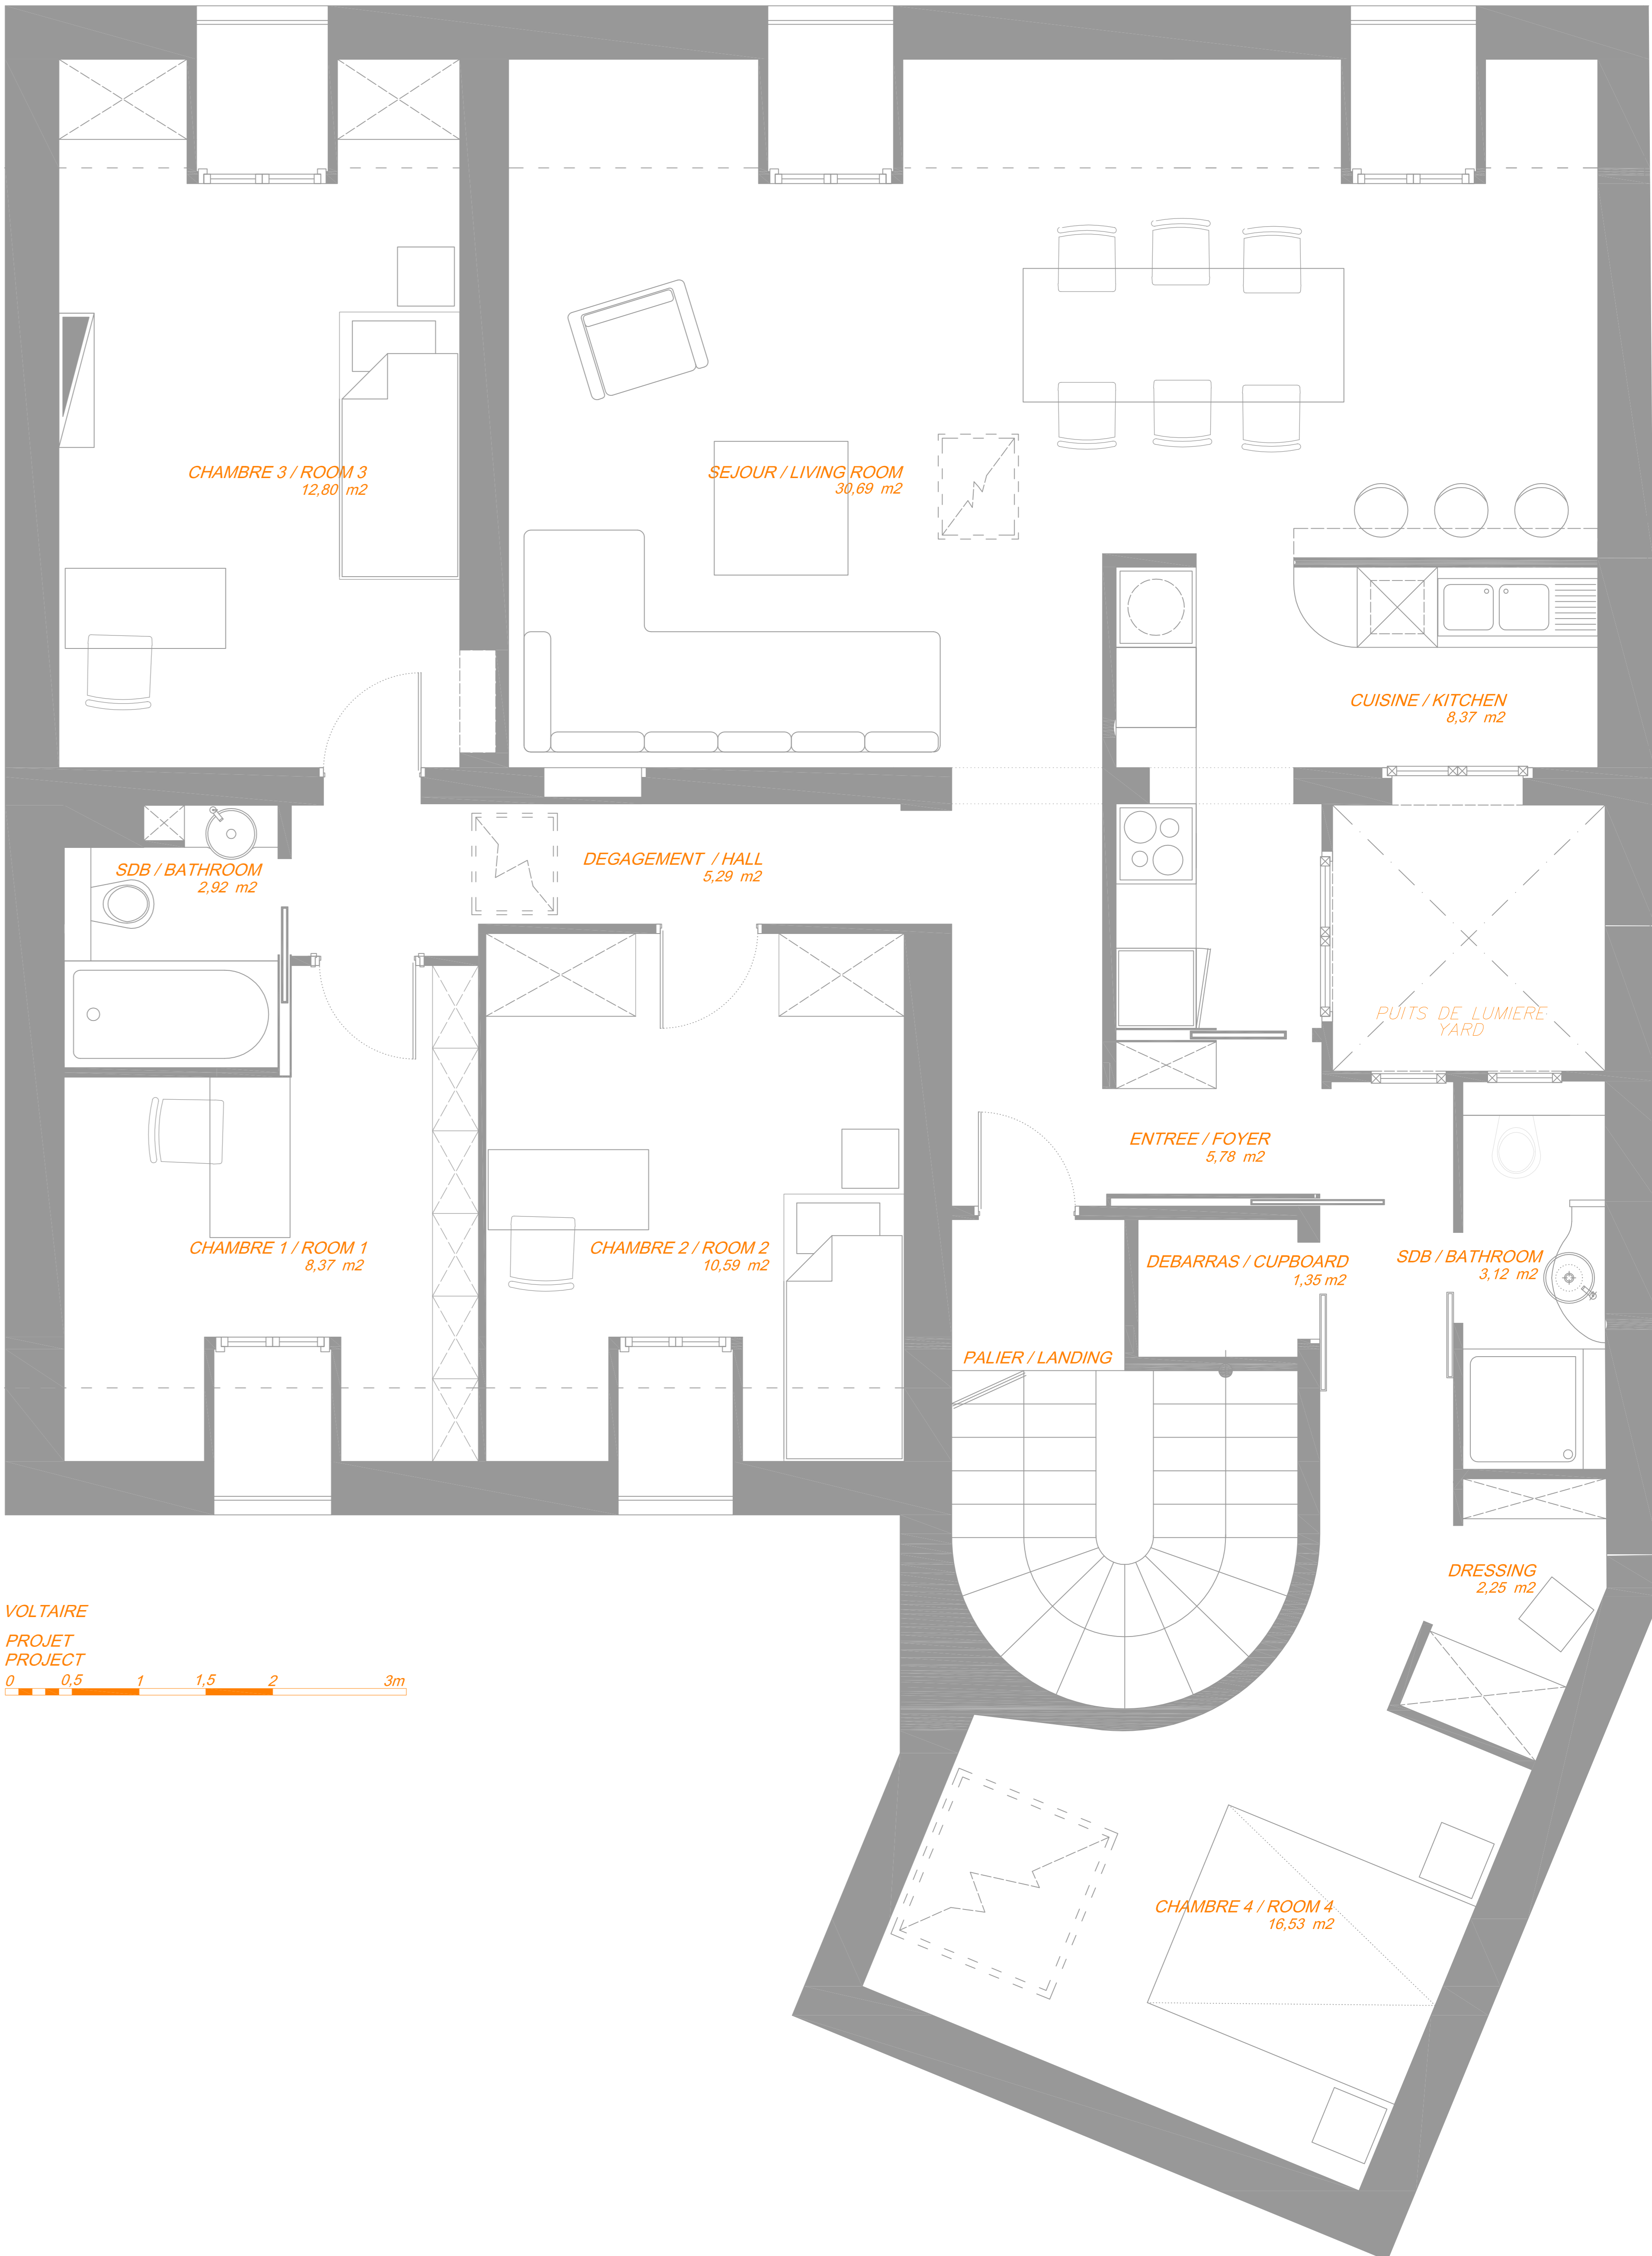 CHAMBRE 3 / ROOM 3
12,80 m2
SEJOUR / LIVING ROOM
30,69 m2
CUISINE / KITCHEN
8,37 m2
SDB / BATHROOM
2,92 m2
DEGAGEMENT / HALL
5,29 m2
PUITS DE LUMIERE
YARD
ENTREE / FOYER
5,78 m2
CHAMBRE 1 / ROOM 1
8,37 m2
CHAMBRE 2 / ROOM 2
10,59 m2
DEBARRAS / CUPBOARD
1,35 m2
SDB / BATHROOM
3,12 m2
PALIER / LANDING
DRESSING
2,25 m2
VOLTAIRE
PROJET
PROJECT
0 0,5 1 1,5 2 3m
CHAMBRE 4 / ROOM 4
16,53 m2